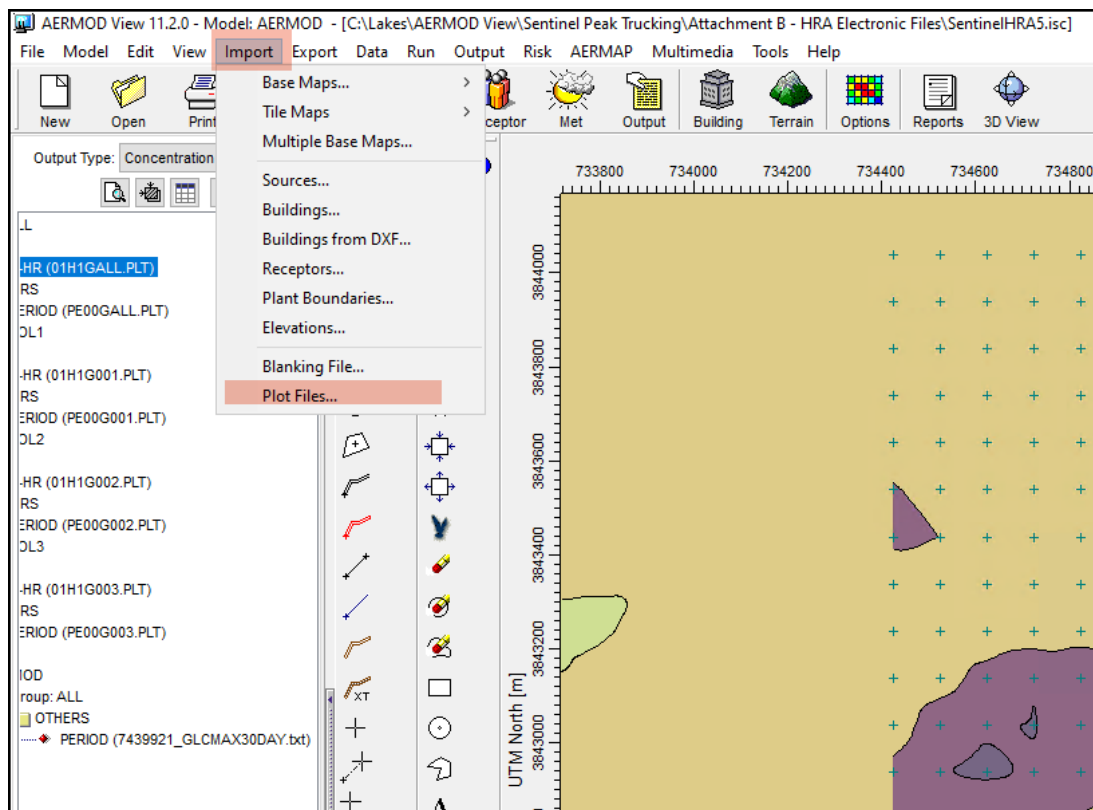 AERMOD View 11.2.0 - Model: AERMOD - [C:\Lakes\AERMOD View\Sentinel Peak Trucking\Attachment B - HRA Electronic Files\SentinelHRA5.isc]
File Model Edit View Import Export Data Run Output Risk AERMAP Multimedia Tools Help
New Open Print ceptor Met Output Building Terrain Options Reports 3D View
Base Maps...
Tile Maps
Multiple Base Maps...
Sources...
Buildings...
Buildings from DXF...
Receptors...
Plant Boundaries...
Elevations...
Blanking File...
Plot Files...
Output Type: Concentration
LL
-HR (01H1GALL.PLT)
RS
ERIOD (PE00GALL.PLT)
OL1
-HR (01H1G001.PLT)
RS
ERIOD (PE00G001.PLT)
OL2
-HR (01H1G002.PLT)
RS
ERIOD (PE00G002.PLT)
OL3
-HR (01H1G003.PLT)
RS
ERIOD (PE00G003.PLT)
IOD
roup: ALL
OTHERS
PERIOD (7439921_GLCMAX30DAY.txt)
XT
A
733800 734000 734200 734400 734600 734800
3844000
3843800
3843600
3843400
3843200
3843000
UTM North [m]